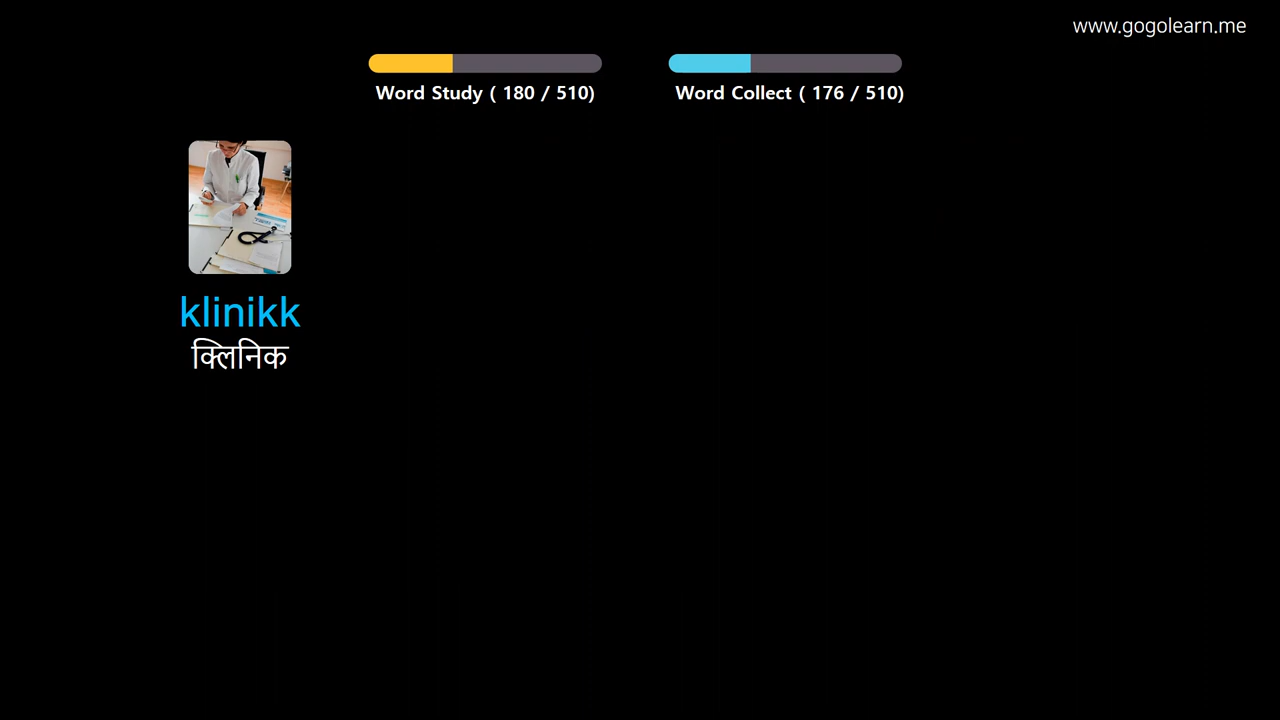 www.gogolearn.me
Word Study ( 180 / 510)
Word Collect ( 176 / 510)
klinikk
क्लिनिक